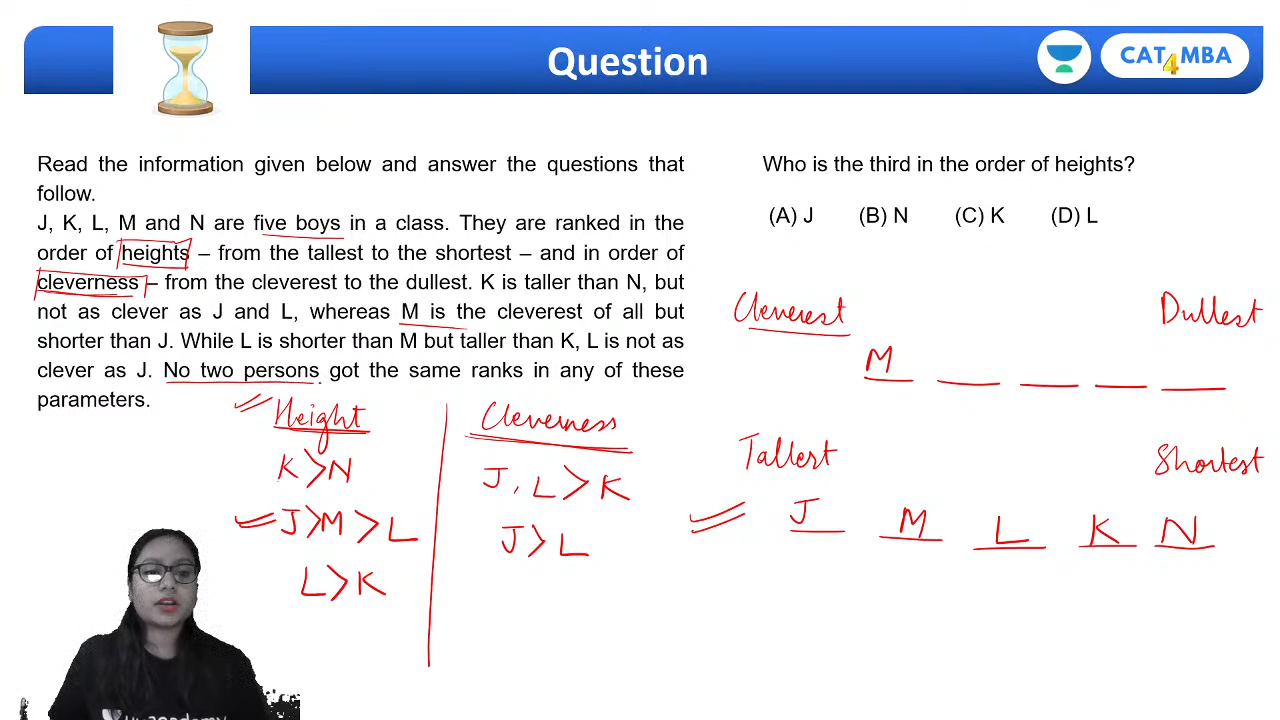 Question
CAT4MBA
Read the information given below and answer the questions that
follow.
J, K, L, M and N are five boys in a class. They are ranked in the
order of heights – from the tallest to the shortest – and in order of
cleverness – from the cleverest to the dullest. K is taller than N, but
not as clever as J and L, whereas M is the cleverest of all but
shorter than J. While L is shorter than M but taller than K, L is not as
clever as J. No two persons got the same ranks in any of these
parameters.
Height
K > N
J > M > L
L > K
Cleverness
J, L > K
J > L
Who is the third in the order of heights?
(A) J (B) N (C) K (D) L
Cleverest Dullest
M
Tallest Shortest
J M L K N